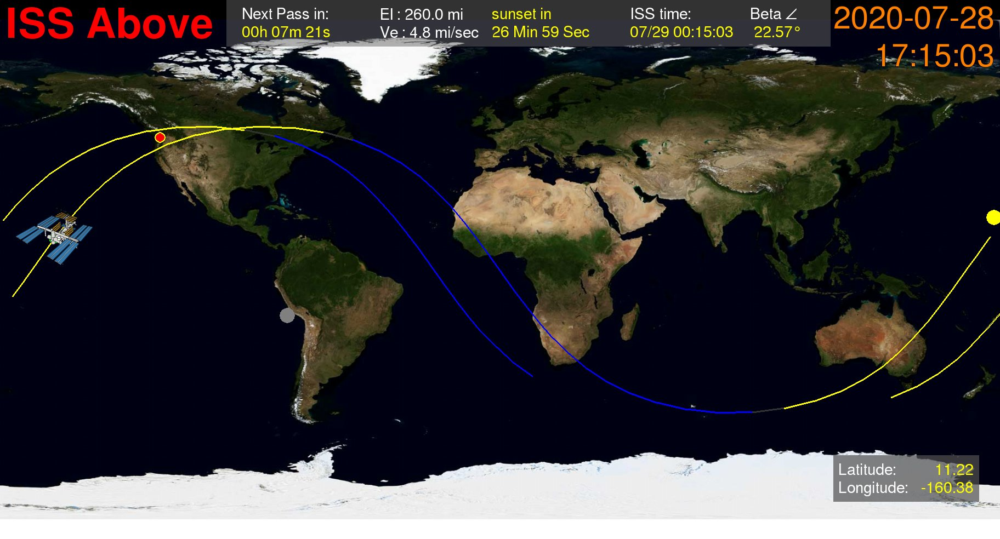 ISS Above
Next Pass in:
00h 07m 21s
El : 260.0 mi
Ve : 4.8 mi/sec
sunset in
26 Min 59 Sec
ISS time:
07/29 00:15:03
Beta ∠
22.57°
2020-07-28
17:15:03
Latitude: 11.22
Longitude: -160.38